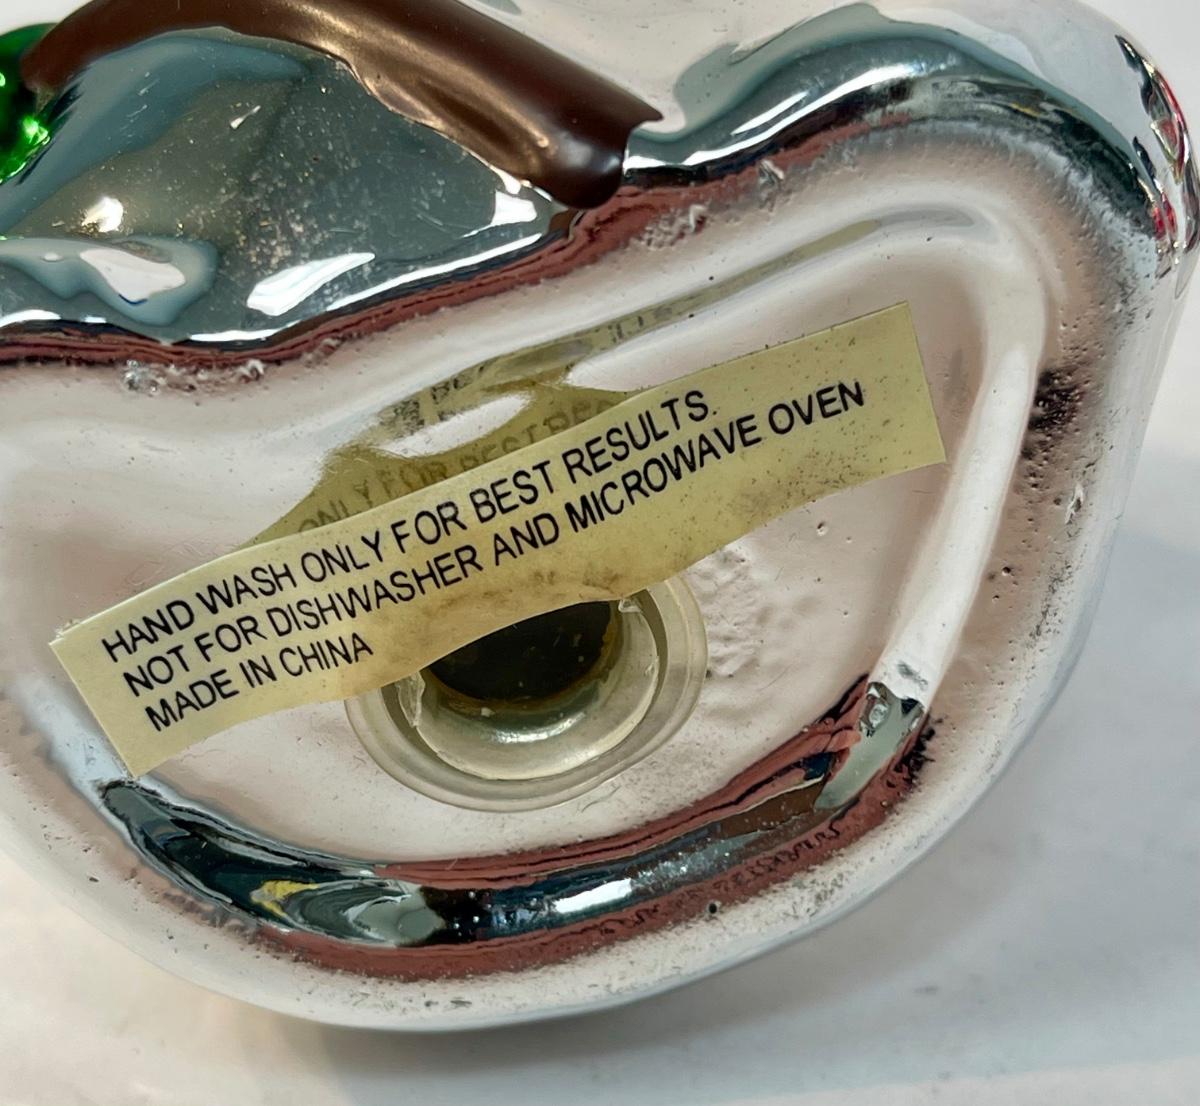 HAND WASH ONLY FOR BEST RESULTS.
NOT FOR DISHWASHER AND MICROWAVE OVEN
MADE IN CHINA